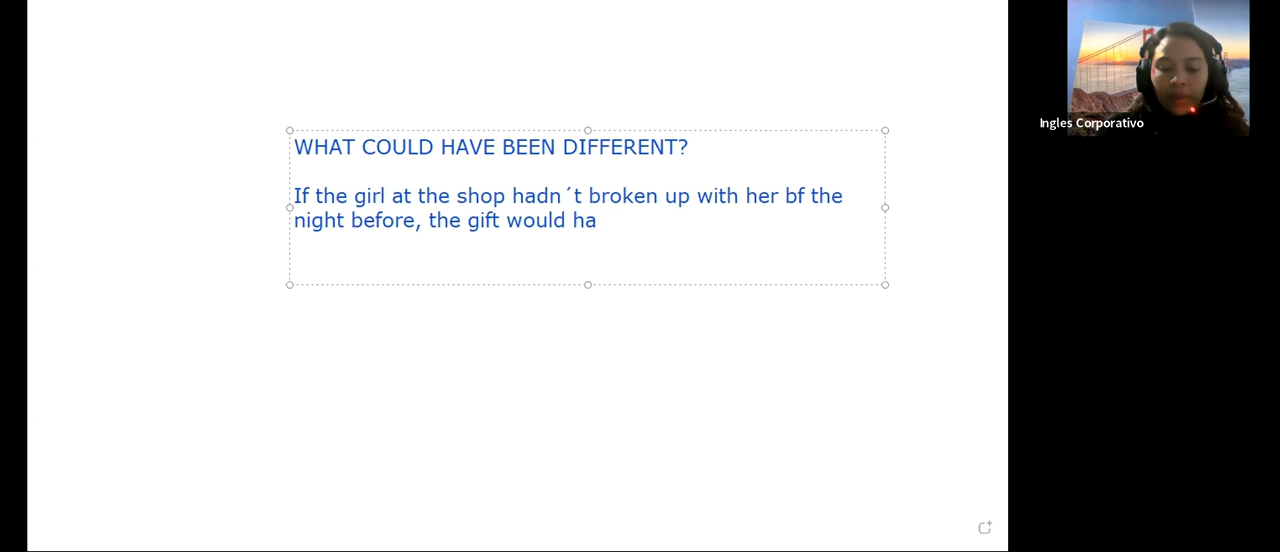 WHAT COULD HAVE BEEN DIFFERENT?
If the girl at the shop hadn´t broken up with her bf the
night before, the gift would ha
Ingles Corporativo